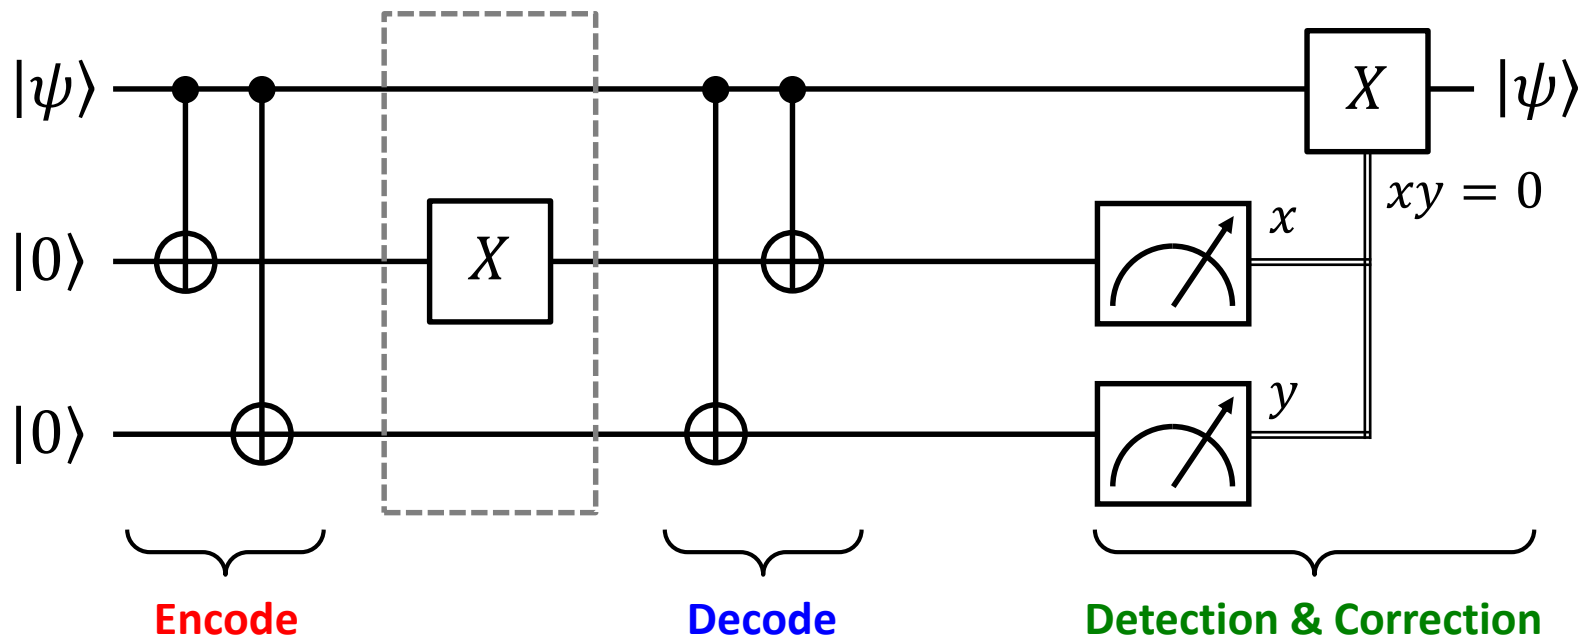 |ψ⟩ X |ψ⟩
xy = 0
|0⟩ X x
|0⟩ y
Encode Decode Detection & Correction